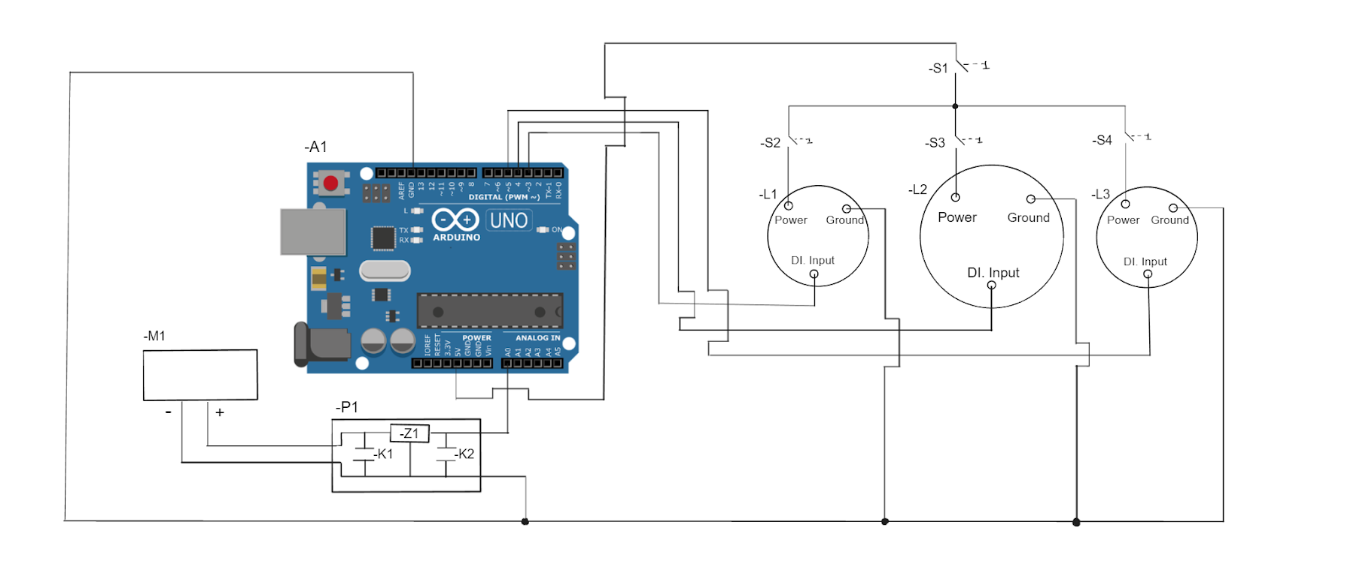 -S1
-S2
-S3
-S4
-A1
AREF
GND
13
12
~11
~10
~9
8
7
~6
~5
4
~3
2
TX-1
RX-0
DIGITAL (PWM ~)
L
TX
RX
ARDUINO
UNO
ON
-L1
-L2
-L3
Power
Ground
DI. Input
Power
Ground
DI. Input
Power
Ground
DI. Input
POWER
ANALOG IN
IOREF
RESET
3.3V
5V
GND
GND
Vin
A0
A1
A2
A3
A4
A5
-M1
- +
-P1
-Z1
-K1
-K2